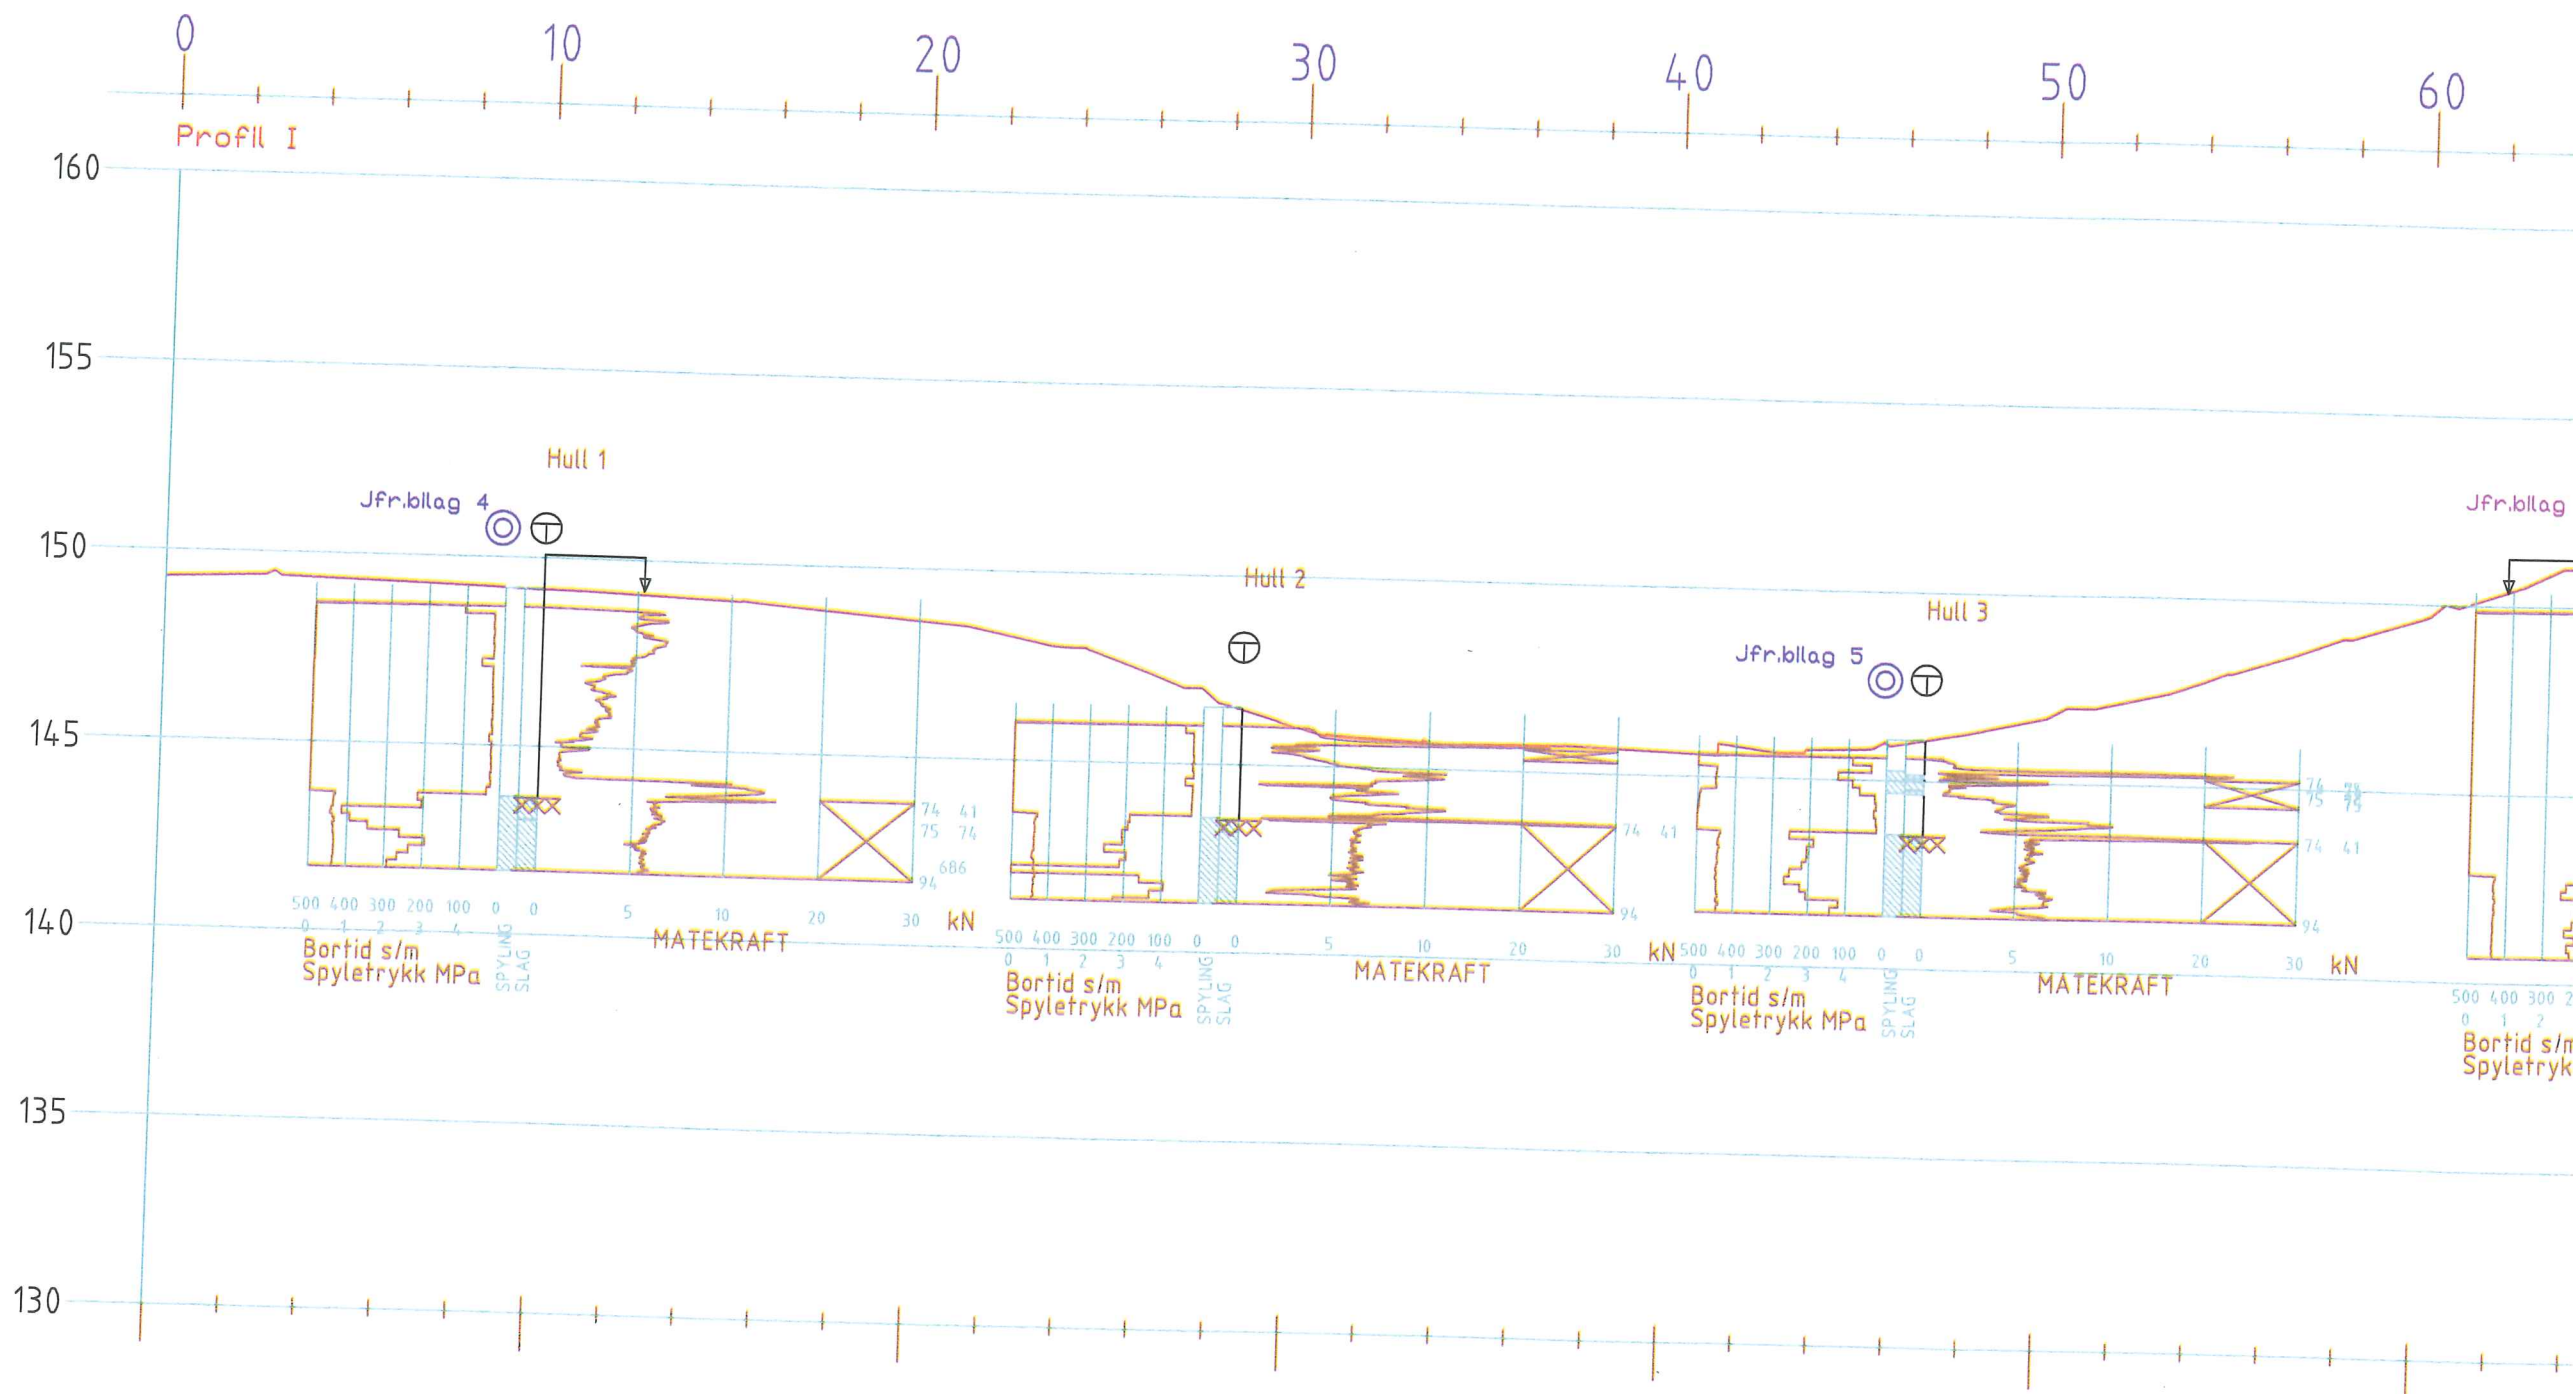 0 10 20 30 40 50 60
Profil I
160
155
150
145
140
135
130
Hull 1
Jfr.bilag 4
74 41
75 74
686
94
500 400 300 200 100 0 0 5 10 20 30 kN
0 1 2 3 4
Bortid s/m
Spyletrykk MPa
SPYLING
SLAG
MATEKRAFT
Hull 2
74 41
94
500 400 300 200 100 0 0 5 10 20 30 kN
0 1 2 3 4
Bortid s/m
Spyletrykk MPa
SPYLING
SLAG
MATEKRAFT
Hull 3
Jfr.bilag 5
74
75 75
74 41
94
500 400 300 200 100 0 0 5 10 20 30 kN
0 1 2 3 4
Bortid s/m
Spyletrykk MPa
SPYLING
SLAG
MATEKRAFT
Jfr.bilag
500 400 300 2
0 1 2
Bortid s/m
Spyletryk